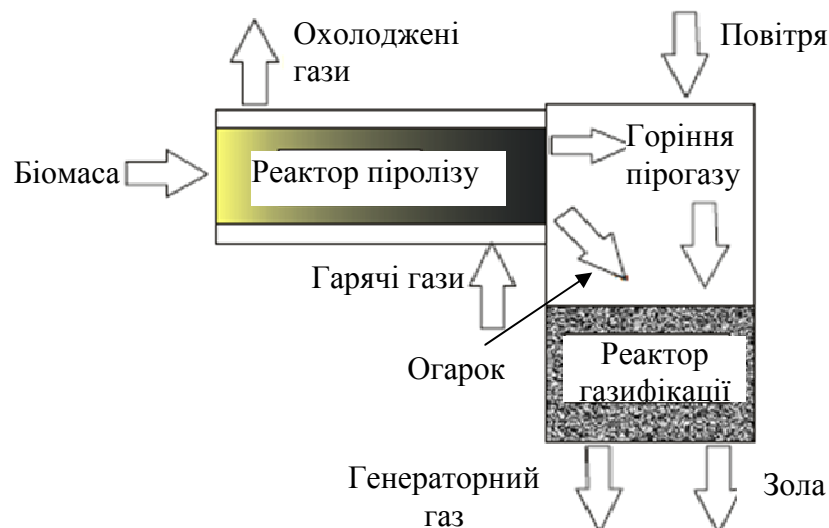 Охолоджені
гази
Повітря
Біомаса
Реактор піролізу
Горіння
пірогазу
Гарячі гази
Огарок
Реактор
газифікації
Генераторний
газ
Зола